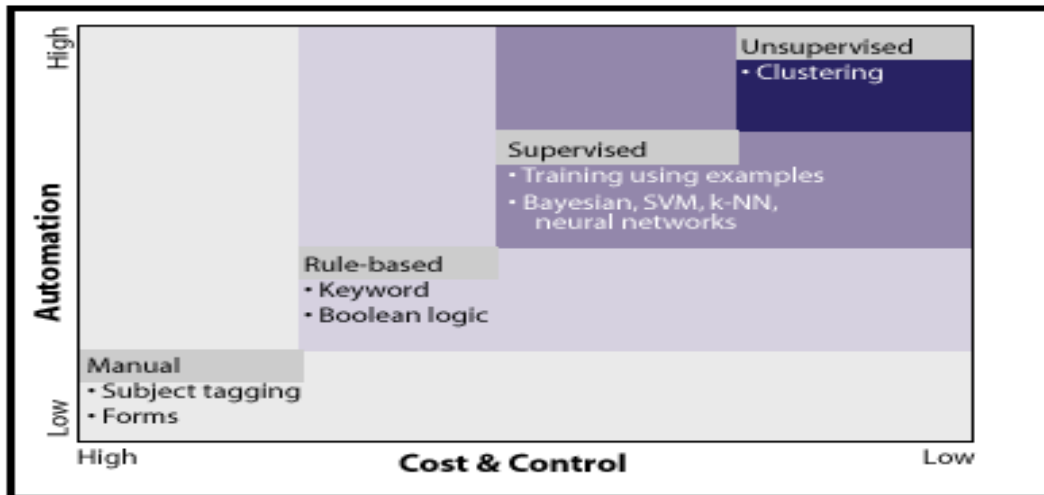 High
Automation
Low
Unsupervised
• Clustering
Supervised
• Training using examples
• Bayesian, SVM, k-NN,
neural networks
Rule-based
• Keyword
• Boolean logic
Manual
• Subject tagging
• Forms
High
Cost & Control
Low